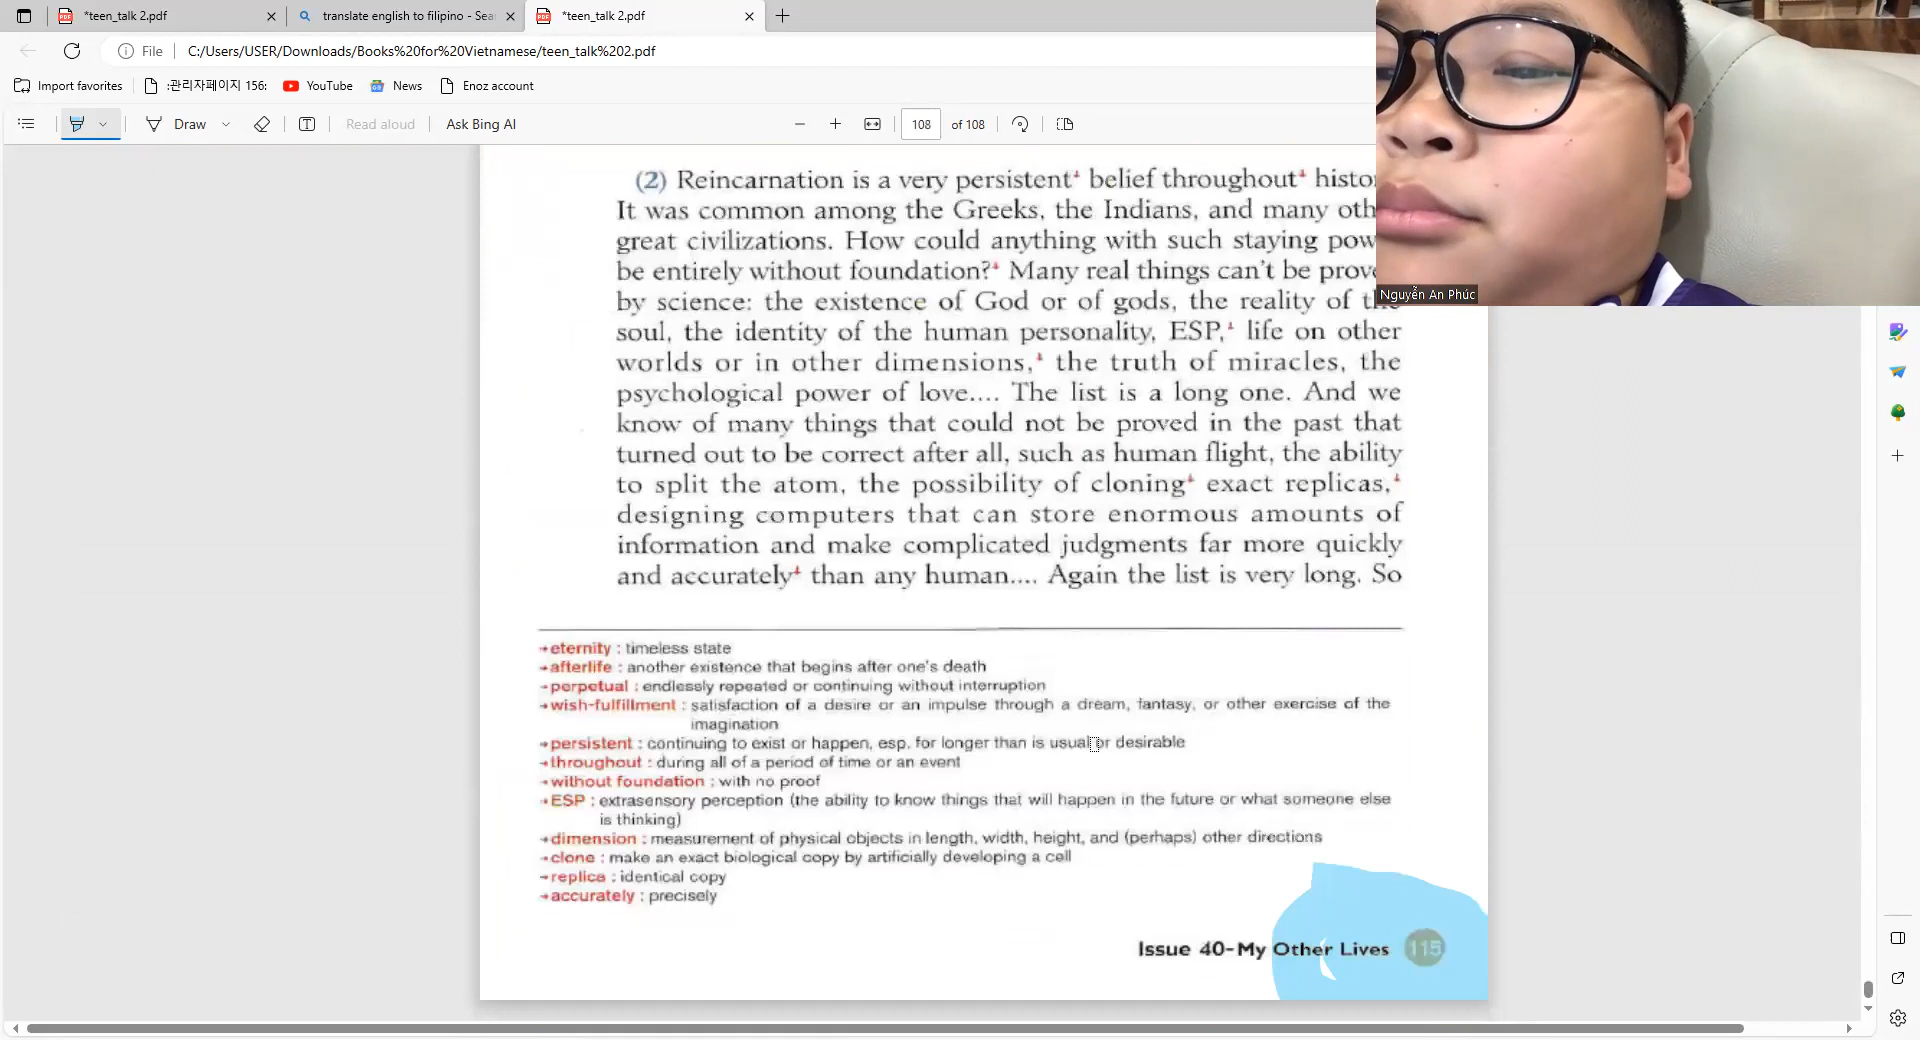 *teen_talk 2.pdf
translate english to filipino - Sea
*teen_talk 2.pdf
File
C:/Users/USER/Downloads/Books%20for%20Vietnamese/teen_talk%202.pdf
Import favorites
:관리자페이지 156:
YouTube
News
Enoz account
Draw
Read aloud
Ask Bing AI
108
of 108
(2) Reincarnation is a very persistent belief throughout histor
It was common among the Greeks, the Indians, and many oth
great civilizations. How could anything with such staying pow
be entirely without foundation? Many real things can't be prove
by science: the existence of God or of gods, the reality of the
soul, the identity of the human personality, ESP, life on other
worlds or in other dimensions, the truth of miracles, the
psychological power of love.... The list is a long one. And we
know of many things that could not be proved in the past that
turned out to be correct after all, such as human flight, the ability
to split the atom, the possibility of cloning exact replicas,
designing computers that can store enormous amounts of
information and make complicated judgments far more quickly
and accurately than any human.... Again the list is very long. So
Nguyễn An Phúc
→eternity : timeless state
→afterlife : another existence that begins after one's death
→perpetual : endlessly repeated or continuing without interruption
→wish-fulfillment : satisfaction of a desire or an impulse through a dream, fantasy, or other exercise of the
imagination
→persistent : continuing to exist or happen, esp. for longer than is usual or desirable
→throughout : during all of a period of time or an event
→without foundation : with no proof
→ESP : extrasensory perception (the ability to know things that will happen in the future or what someone else
is thinking)
→dimension : measurement of physical objects in length, width, height, and (perhaps) other directions
→clone : make an exact biological copy by artificially developing a cell
→replica : identical copy
→accurately : precisely
Issue 40-My Other Lives 115